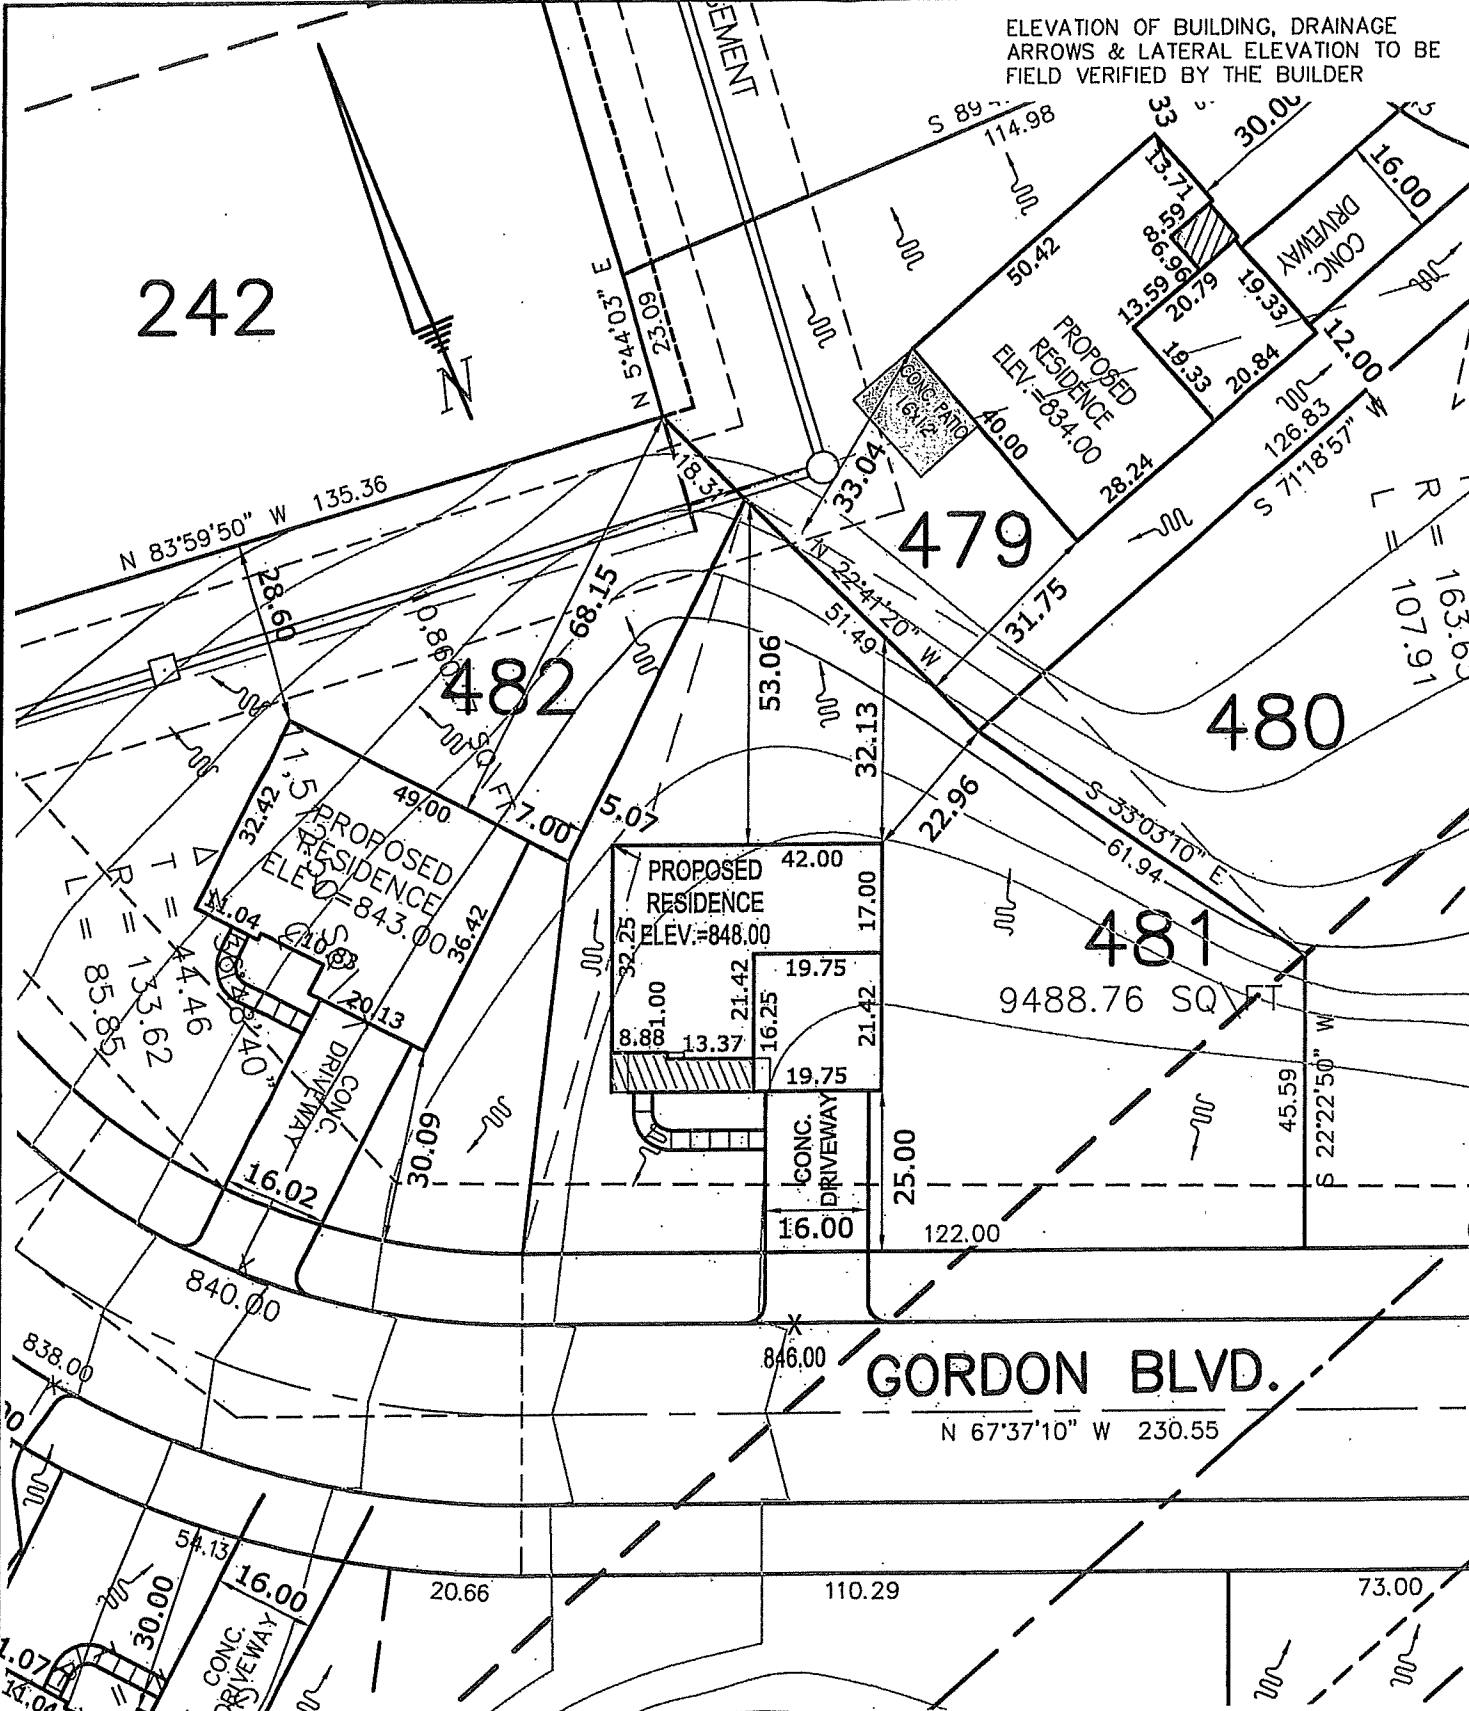 ELEVATION OF BUILDING, DRAINAGE
ARROWS & LATERAL ELEVATION TO BE
FIELD VERIFIED BY THE BUILDER
114.98
30.00
16.00
13.71
8.59
6.96
CONC.
DRIVEWAY
50.42
13.59
20.79
19.33
242
N 5°44'03" E
23.09
PROPOSED
RESIDENCE
ELEV.=834.00
19.33
20.84
12.00
CONC. PATIO
16x12
40.00
28.24
126.83
S 71°18'57" W
N
N 83°59'50" W 135.36
18.31
33.04
479
R = 163.63
L = 107.91
28.60
68.15
N 22°41'20" W
51.49
31.75
482
53.06
32.13
480
22.96
S 33°03'10" E
61.94
49.00
7.00
5.07
32.42
PROPOSED
RESIDENCE
ELEV.=843.00
36.42
11.04
20.13
T = 44.46
R = 133.62
L = 85.85
PROPOSED
RESIDENCE
ELEV.=848.00
42.00
17.00
32.25
19.75
21.42
16.25
21.42
1.00
8.88
13.37
19.75
481
9488.76 SQ\FT
45.59
S 22°22'50" W
CONC.
DRIVEWAY
30.09
16.02
CONC.
DRIVEWAY
25.00
16.00
122.00
840.00
X
838.00
X
X
846.00
GORDON BLVD.
N 67°37'10" W 230.55
54.13
16.00
30.00
20.66
110.29
73.00
CONC.
DRIVEWAY
11.04